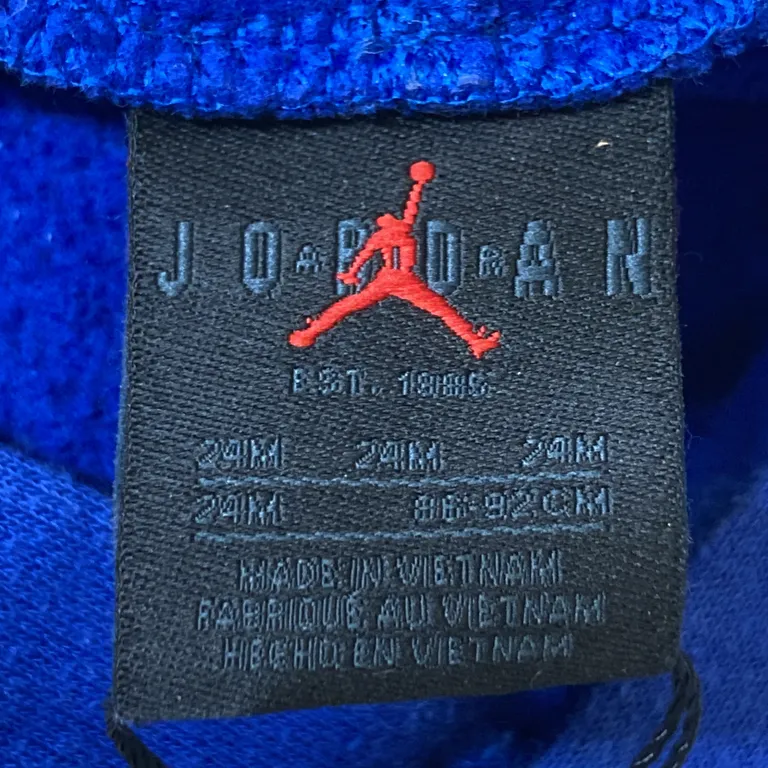 JORDAN
EST. 1985
24M 24M 24M
24M 86-92CM
MADE IN VIETNAM
FABRIQUÉ AU VIETNAM
HECHO EN VIETNAM